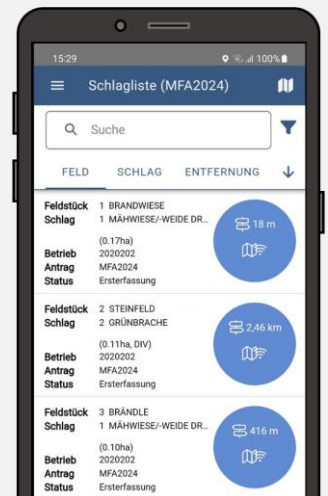 15:29 100%
Schlagliste (MFA2024)
Suche
FELD SCHLAG ENTFERNUNG
Feldstück 1 BRANDWIESE
Schlag 1 MÄHWIESE/-WEIDE DR...
18 m
(0.17ha)
Betrieb 2020202
Antrag MFA2024
Status Ersterfassung
Feldstück 2 STEINFELD
Schlag 2 GRÜNBRACHE
2,46 km
(0.11ha, DIV)
Betrieb 2020202
Antrag MFA2024
Status Ersterfassung
Feldstück 3 BRÄNDLE
Schlag 1 MÄHWIESE/-WEIDE DR...
416 m
(0.10ha)
Betrieb 2020202
Antrag MFA2024
Status Ersterfassung